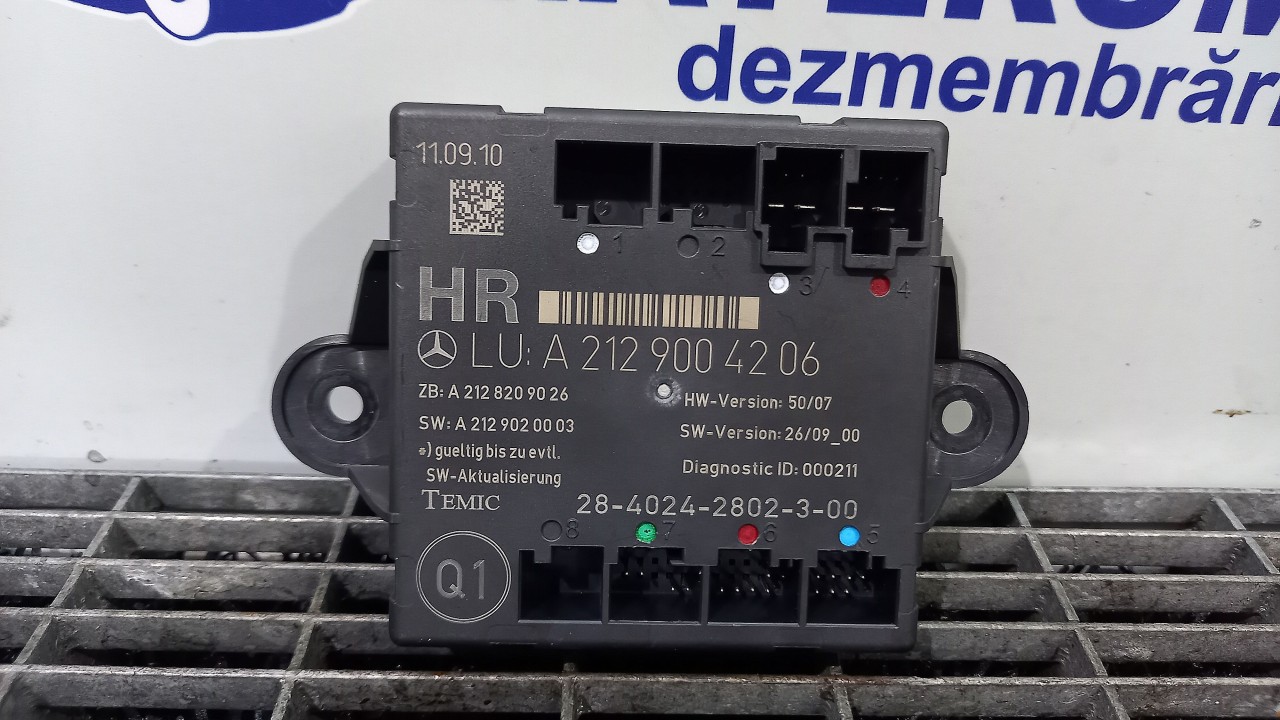 dezmembrări
11.09.10
1
2
3
4
HR
LU: A 212 900 42 06
ZB: A 212 820 90 26
HW-Version: 50/07
SW: A 212 902 00 03
SW-Version: 26/09_00
*) gueltig bis zu evtl.
SW-Aktualisierung
Diagnostic ID: 000211
TEMIC
28-4024-2802-3-00
8
7
6
5
Q1